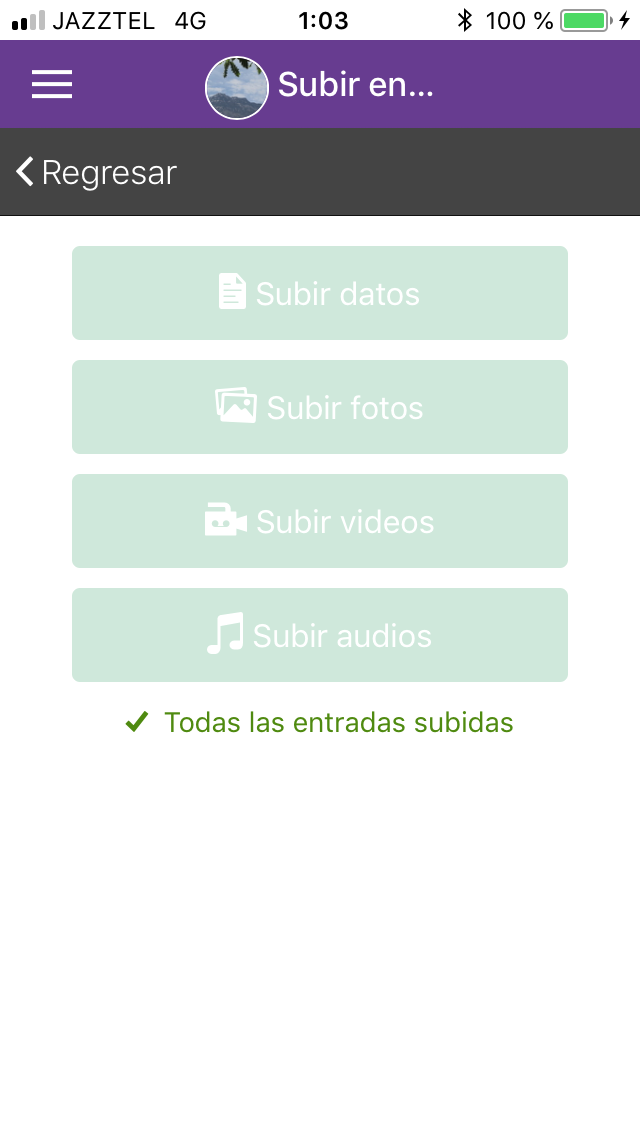 JAZZTEL 4G 1:03 100 %
Subir en...
Regresar
Subir datos
Subir fotos
Subir videos
Subir audios
Todas las entradas subidas